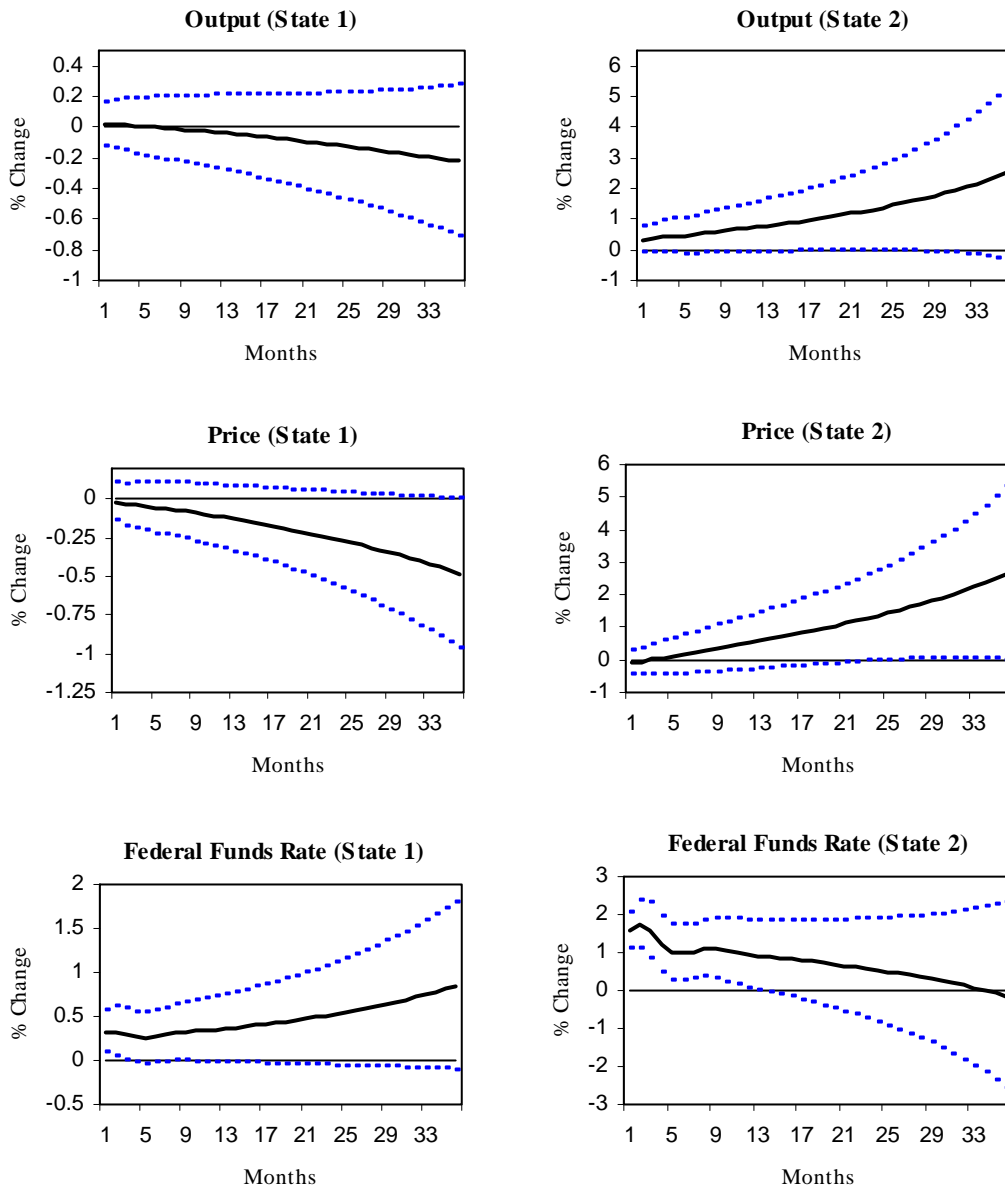 Output (State 1)
% Change
0.4
0.2
0
-0.2
-0.4
-0.6
-0.8
-1
1 5 9 13 17 21 25 29 33
Months
Output (State 2)
% Change
6
5
4
3
2
1
0
-1
1 5 9 13 17 21 25 29 33
Months
Price (State 1)
% Change
0
-0.25
-0.5
-0.75
-1
-1.25
1 5 9 13 17 21 25 29 33
Months
Price (State 2)
% Change
6
5
4
3
2
1
0
-1
1 5 9 13 17 21 25 29 33
Months
Federal Funds Rate (State 1)
% Change
2
1.5
1
0.5
0
-0.5
1 5 9 13 17 21 25 29 33
Months
Federal Funds Rate (State 2)
% Change
3
2
1
0
-1
-2
-3
1 5 9 13 17 21 25 29 33
Months